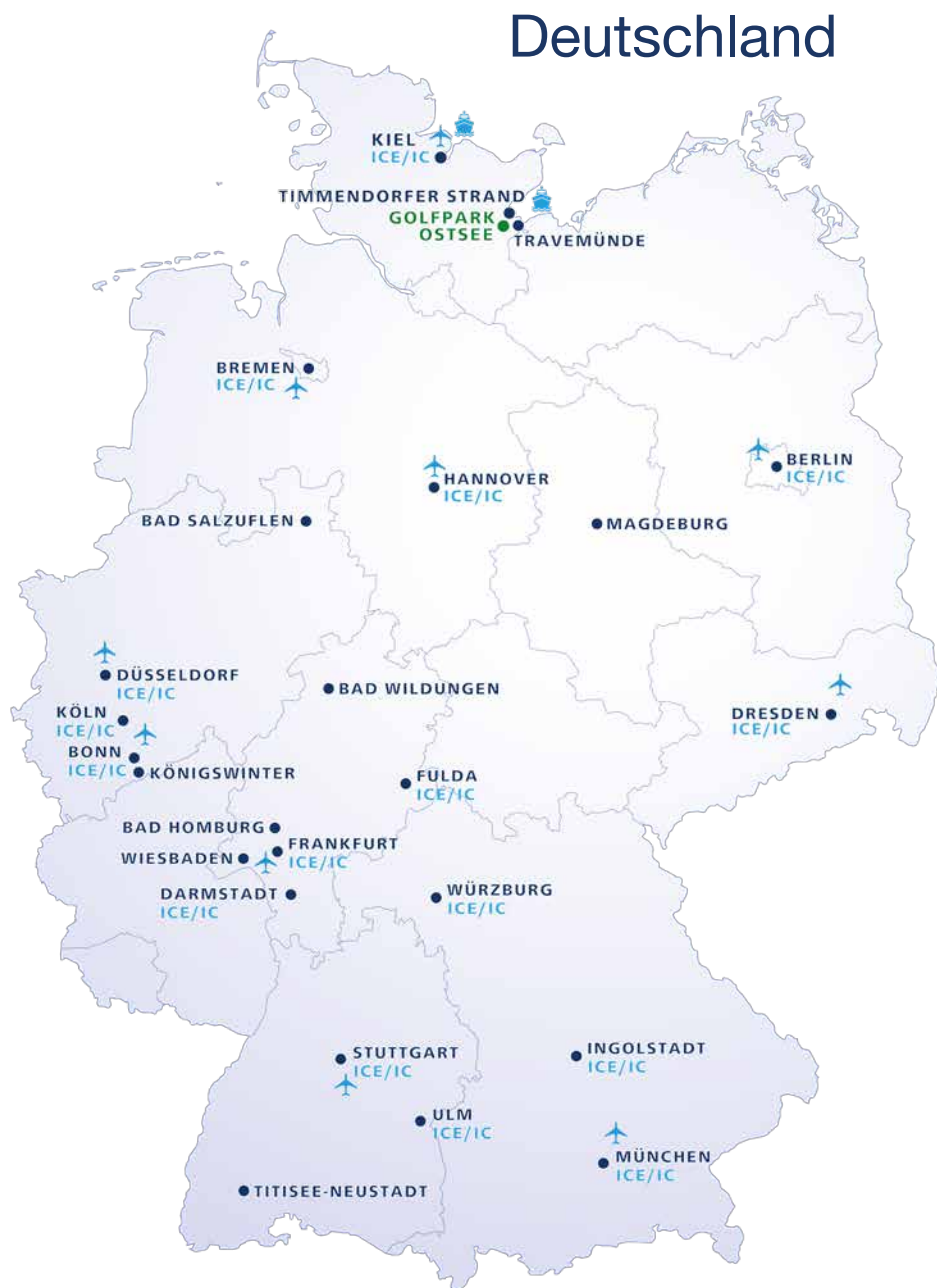 Deutschland
KIEL
ICE/IC
TIMMENDORFER STRAND
GOLFPARK
OSTSEE
TRAVEMÜNDE
BREMEN
ICE/IC
HANNOVER
ICE/IC
BERLIN
ICE/IC
BAD SALZUFLEN
MAGDEBURG
DÜSSELDORF
ICE/IC
BAD WILDUNGEN
KÖLN
ICE/IC
DRESDEN
ICE/IC
BONN
ICE/IC
KÖNIGSWINTER
FULDA
ICE/IC
BAD HOMBURG
FRANKFURT
ICE/IC
WIESBADEN
DARMSTADT
ICE/IC
WÜRZBURG
ICE/IC
STUTTGART
ICE/IC
INGOLSTADT
ICE/IC
ULM
ICE/IC
MÜNCHEN
ICE/IC
TITISEE-NEUSTADT